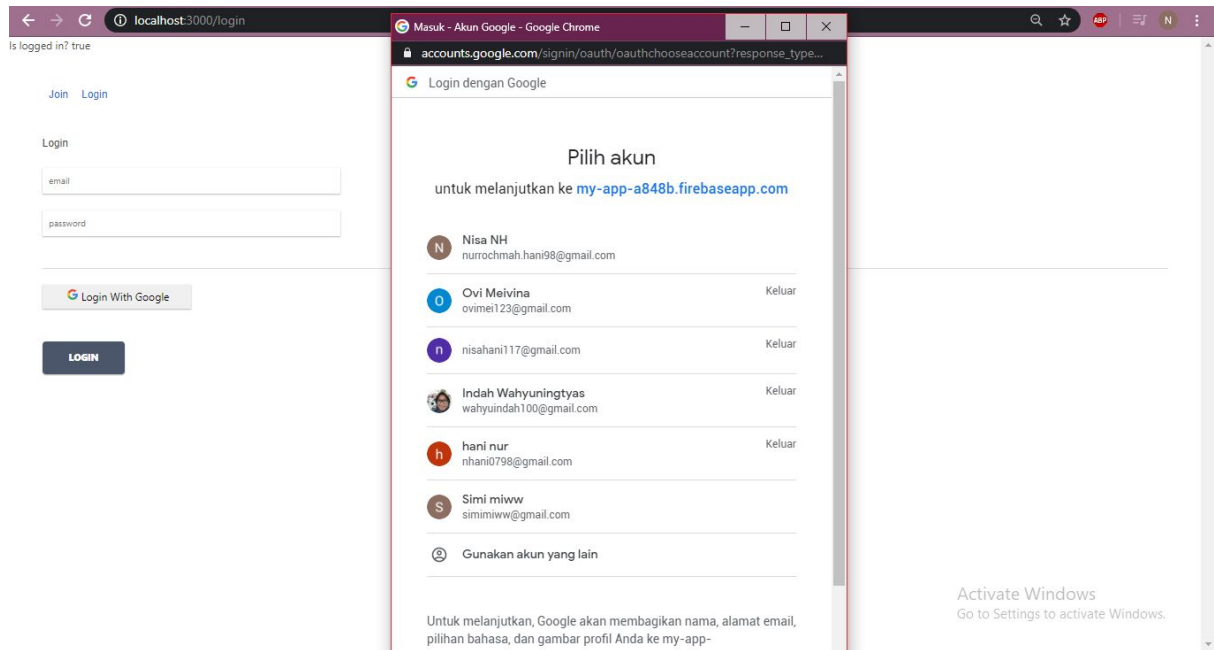 localhost:3000/login
Is logged in? true
Join Login
Login
email
password
Login With Google
LOGIN
Masuk - Akun Google - Google Chrome
accounts.google.com/signin/oauth/oauthchooseaccount?response_type...
Login dengan Google
Pilih akun
untuk melanjutkan ke my-app-a848b.firebaseapp.com
N
Nisa NH
nurrochmah.hani98@gmail.com
O
Ovi Meivina
Keluar
ovimei123@gmail.com
n
nisahani117@gmail.com
Keluar
Indah Wahyuningtyas
Keluar
wahyuindah100@gmail.com
h
hani nur
Keluar
nhani0798@gmail.com
S
Simi miww
simimiww@gmail.com
Gunakan akun yang lain
Untuk melanjutkan, Google akan membagikan nama, alamat email,
pilihan bahasa, dan gambar profil Anda ke my-app-
ABP
N
Activate Windows
Go to Settings to activate Windows.